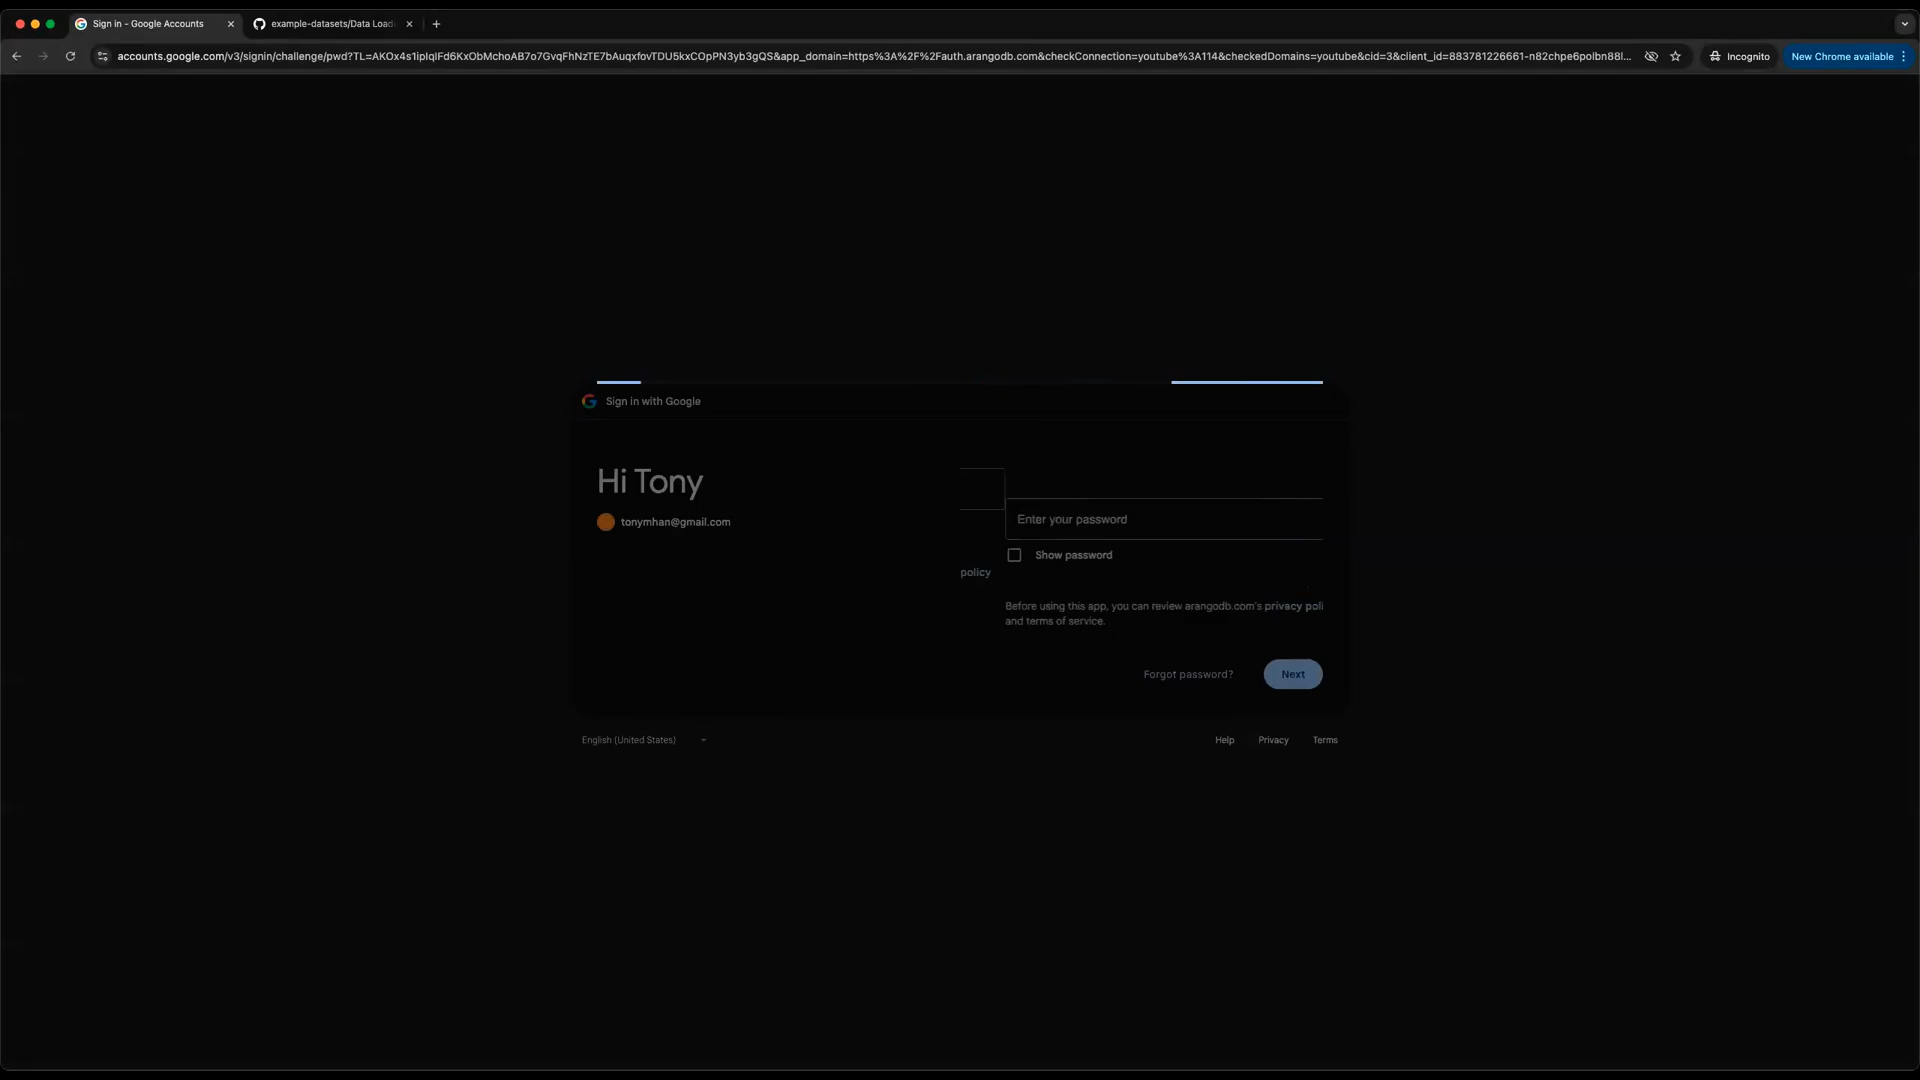 Sign in - Google Accounts
example-datasets/Data Load
accounts.google.com/v3/signin/challenge/pwd?TL=AKOx4s1ipIqIFd6KxObMchoAB7o7GvqFhNzTE7bAuqxfovTDU5kxCOpPN3yb3gQS&app_domain=https%3A%2F%2Fauth.arangodb.com&checkConnection=youtube%3A114&checkedDomains=youtube&cid=3&client_id=883781226661-n82chpe6polbn88l...
Incognito
New Chrome available
Sign in with Google
Hi Tony
tonymhan@gmail.com
Enter your password
Show password
policy
Before using this app, you can review arangodb.com's privacy poli
and terms of service.
Forgot password?
Next
English (United States)
Help
Privacy
Terms